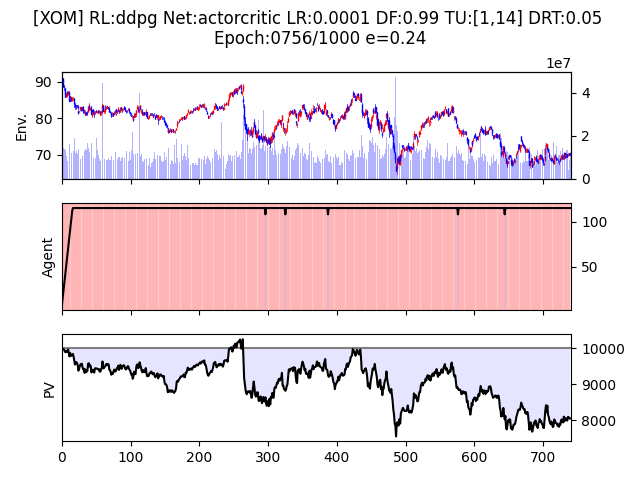 [XOM] RL:ddpg Net:actorcritic LR:0.0001 DF:0.99 TU:[1,14] DRT:0.05
Epoch:0756/1000 e=0.24
1e7
90
80
70
Env.
4
2
0
Agent
100
50
PV
10000
9000
8000
0 100 200 300 400 500 600 700